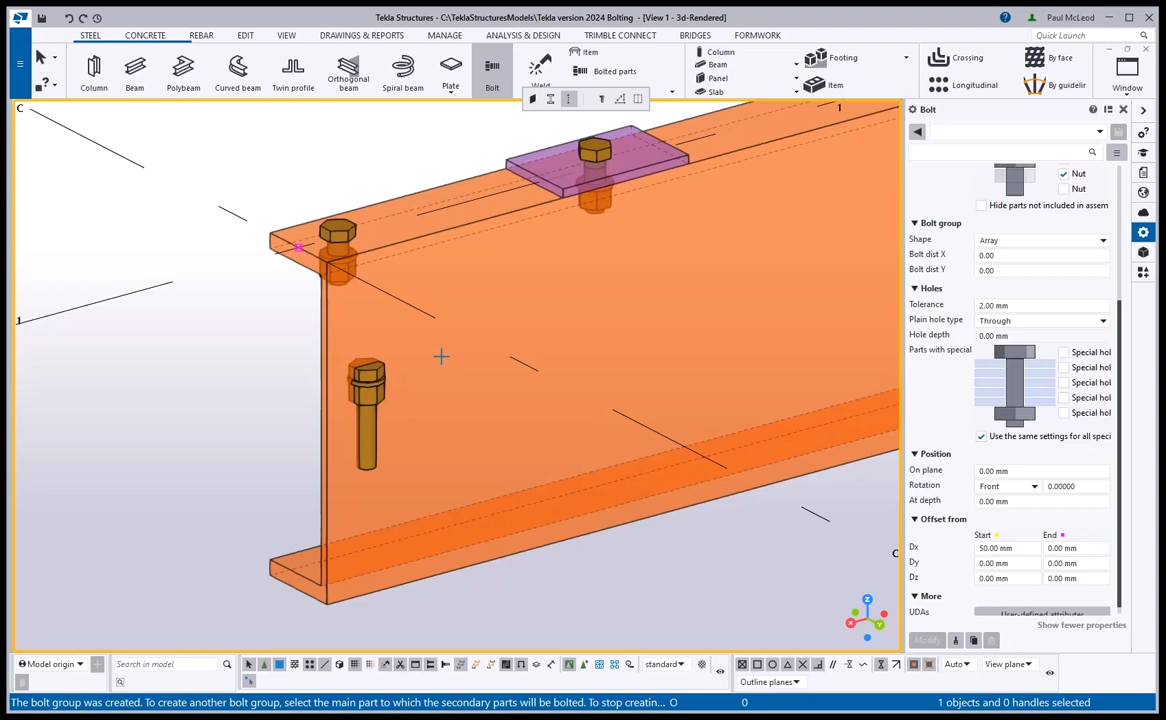 Tekla Structures - C:\TeklaStructuresModels\Tekla version 2024 Bolting - [View 1 - 3d-Rendered]
Paul McLeod
STEEL CONCRETE REBAR EDIT VIEW DRAWINGS & REPORTS MANAGE ANALYSIS & DESIGN TRIMBLE CONNECT BRIDGES FORMWORK
Quick Launch
Column
Beam
Polybeam
Curved beam
Twin profile
Orthogonal
beam
Spiral beam
Plate
Bolt
Weld
Item
Bolted parts
Column
Beam
Panel
Slab
Footing
Item
Crossing
Longitudinal
By face
By guidelir
Window
C
1
1
C
Bolt
Nut
Nut
Hide parts not included in assem
Bolt group
Shape Array
Bolt dist X 0.00
Bolt dist Y 0.00
Holes
Tolerance 2.00 mm
Plain hole type Through
Hole depth 0.00 mm
Parts with special
Special hol
Special hol
Special hol
Special hol
Special hol
Use the same settings for all speci
Position
On plane 0.00 mm
Rotation Front 0.00000
At depth 0.00 mm
Offset from
Start End
Dx 50.00 mm 0.00 mm
Dy 0.00 mm 0.00 mm
Dz 0.00 mm 0.00 mm
More
UDAs User-defined attributes
Show fewer properties
Modify
Z
X
Y
Model origin
Search in model
standard
Auto
View plane
Outline planes
The bolt group was created. To create another bolt group, select the main part to which the secondary parts will be bolted. To stop creatin... O 0 1 objects and 0 handles selected